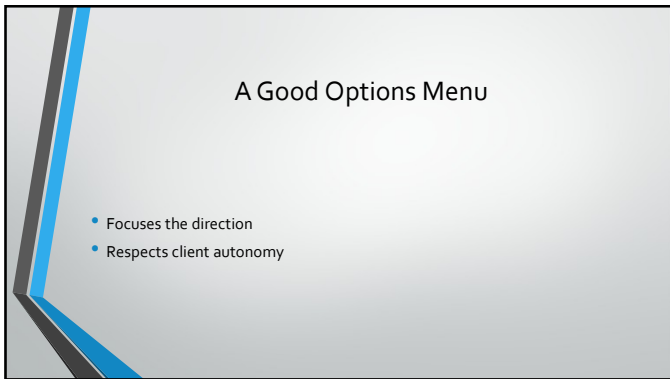 A Good Options Menu
• Focuses the direction
• Respects client autonomy